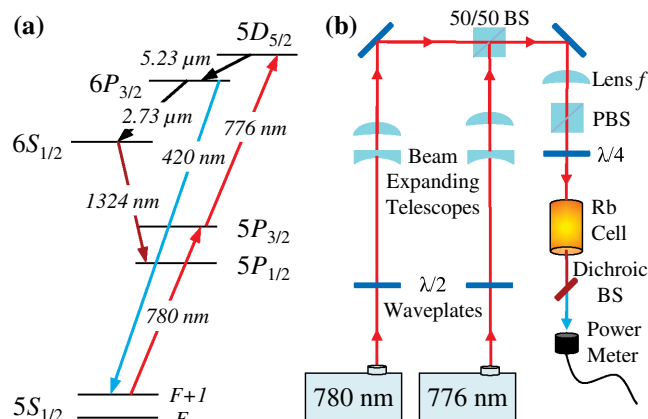 (a)
5D5/2
5.23 µm
6P3/2
2.73 µm
776 nm
6S1/2
420 nm
1324 nm
5P3/2
5P1/2
780 nm
5S1/2
F+1
F
(b)
50/50 BS
Lens f
PBS
λ/4
Beam
Expanding
Telescopes
Rb
Cell
λ/2
Waveplates
Dichroic
BS
Power
Meter
780 nm
776 nm